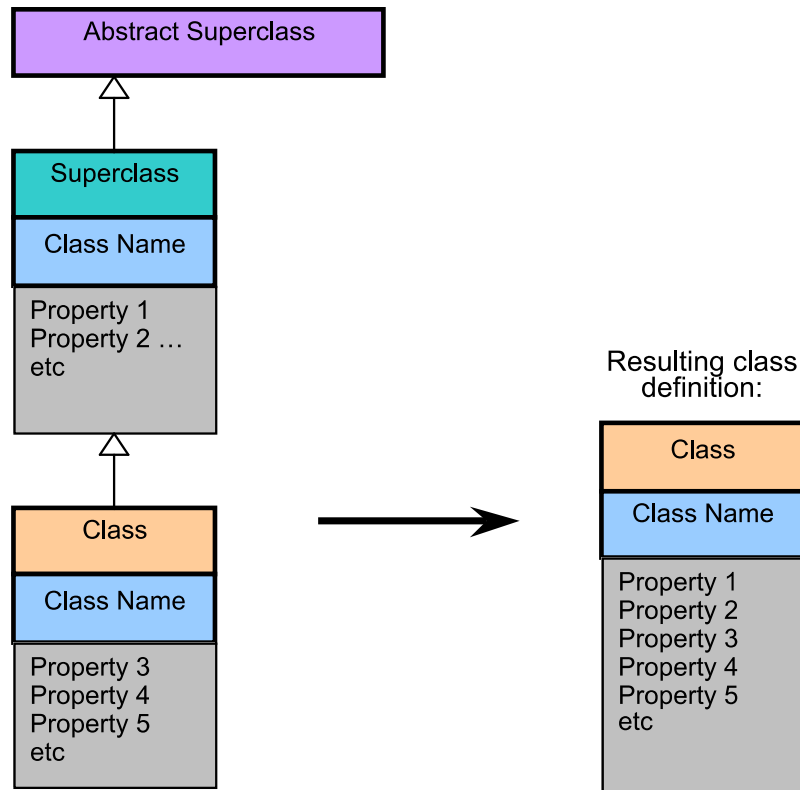 Abstract Superclass
Superclass
Class Name
Property 1
Property 2 …
etc
Class
Class Name
Property 3
Property 4
Property 5
etc
Resulting class
definition:
Class
Class Name
Property 1
Property 2
Property 3
Property 4
Property 5
etc